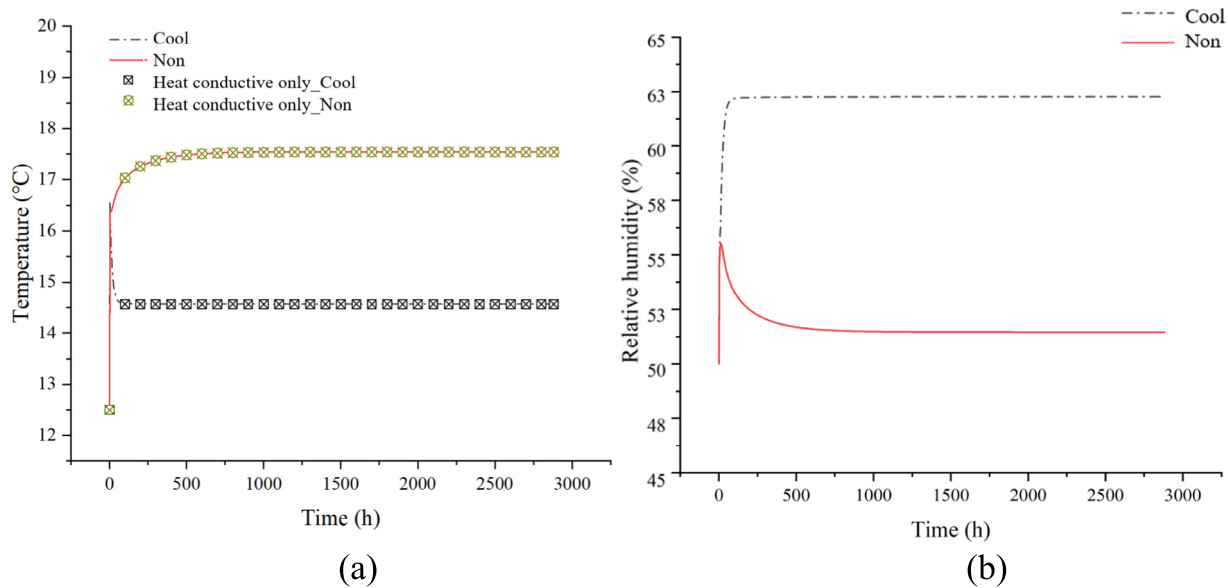 20
19
18
17
16
15
14
13
12
Temperature (℃)
Cool
Non
Heat conductive only_Cool
Heat conductive only_Non
0
500
1000
1500
2000
2500
3000
Time (h)
(a)
Cool
Non
65
63
60
58
55
53
50
48
45
Relative humidity (%)
0
500
1000
1500
2000
2500
3000
Time (h)
(b)